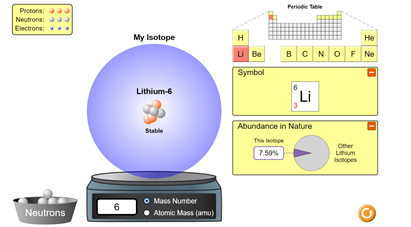 Protons:
Neutrons:
Electrons:
My Isotope
Lithium-6
Stable
Neutrons
6
Mass Number
Atomic Mass (amu)
Periodic Table
H He
Li Be B C N O F Ne
Symbol
6
Li
3
Abundance in Nature
This Isotope
7.59%
Other
Lithium
Isotopes